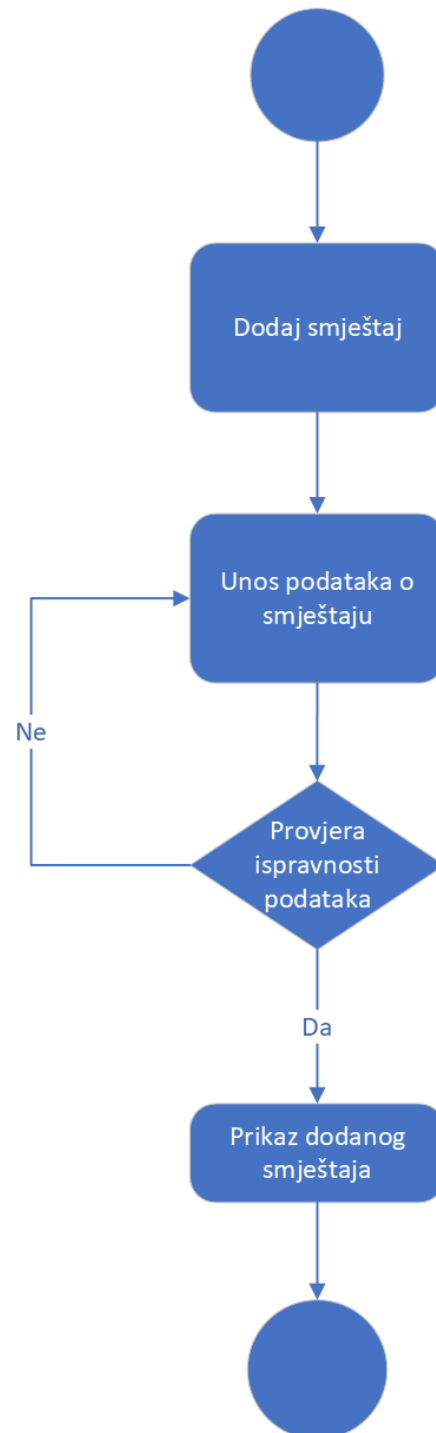 Dodaj smještaj
Unos podataka o
smještaju
Ne
Provjera
ispravnosti
podataka
Da
Prikaz dodanog
smještaja